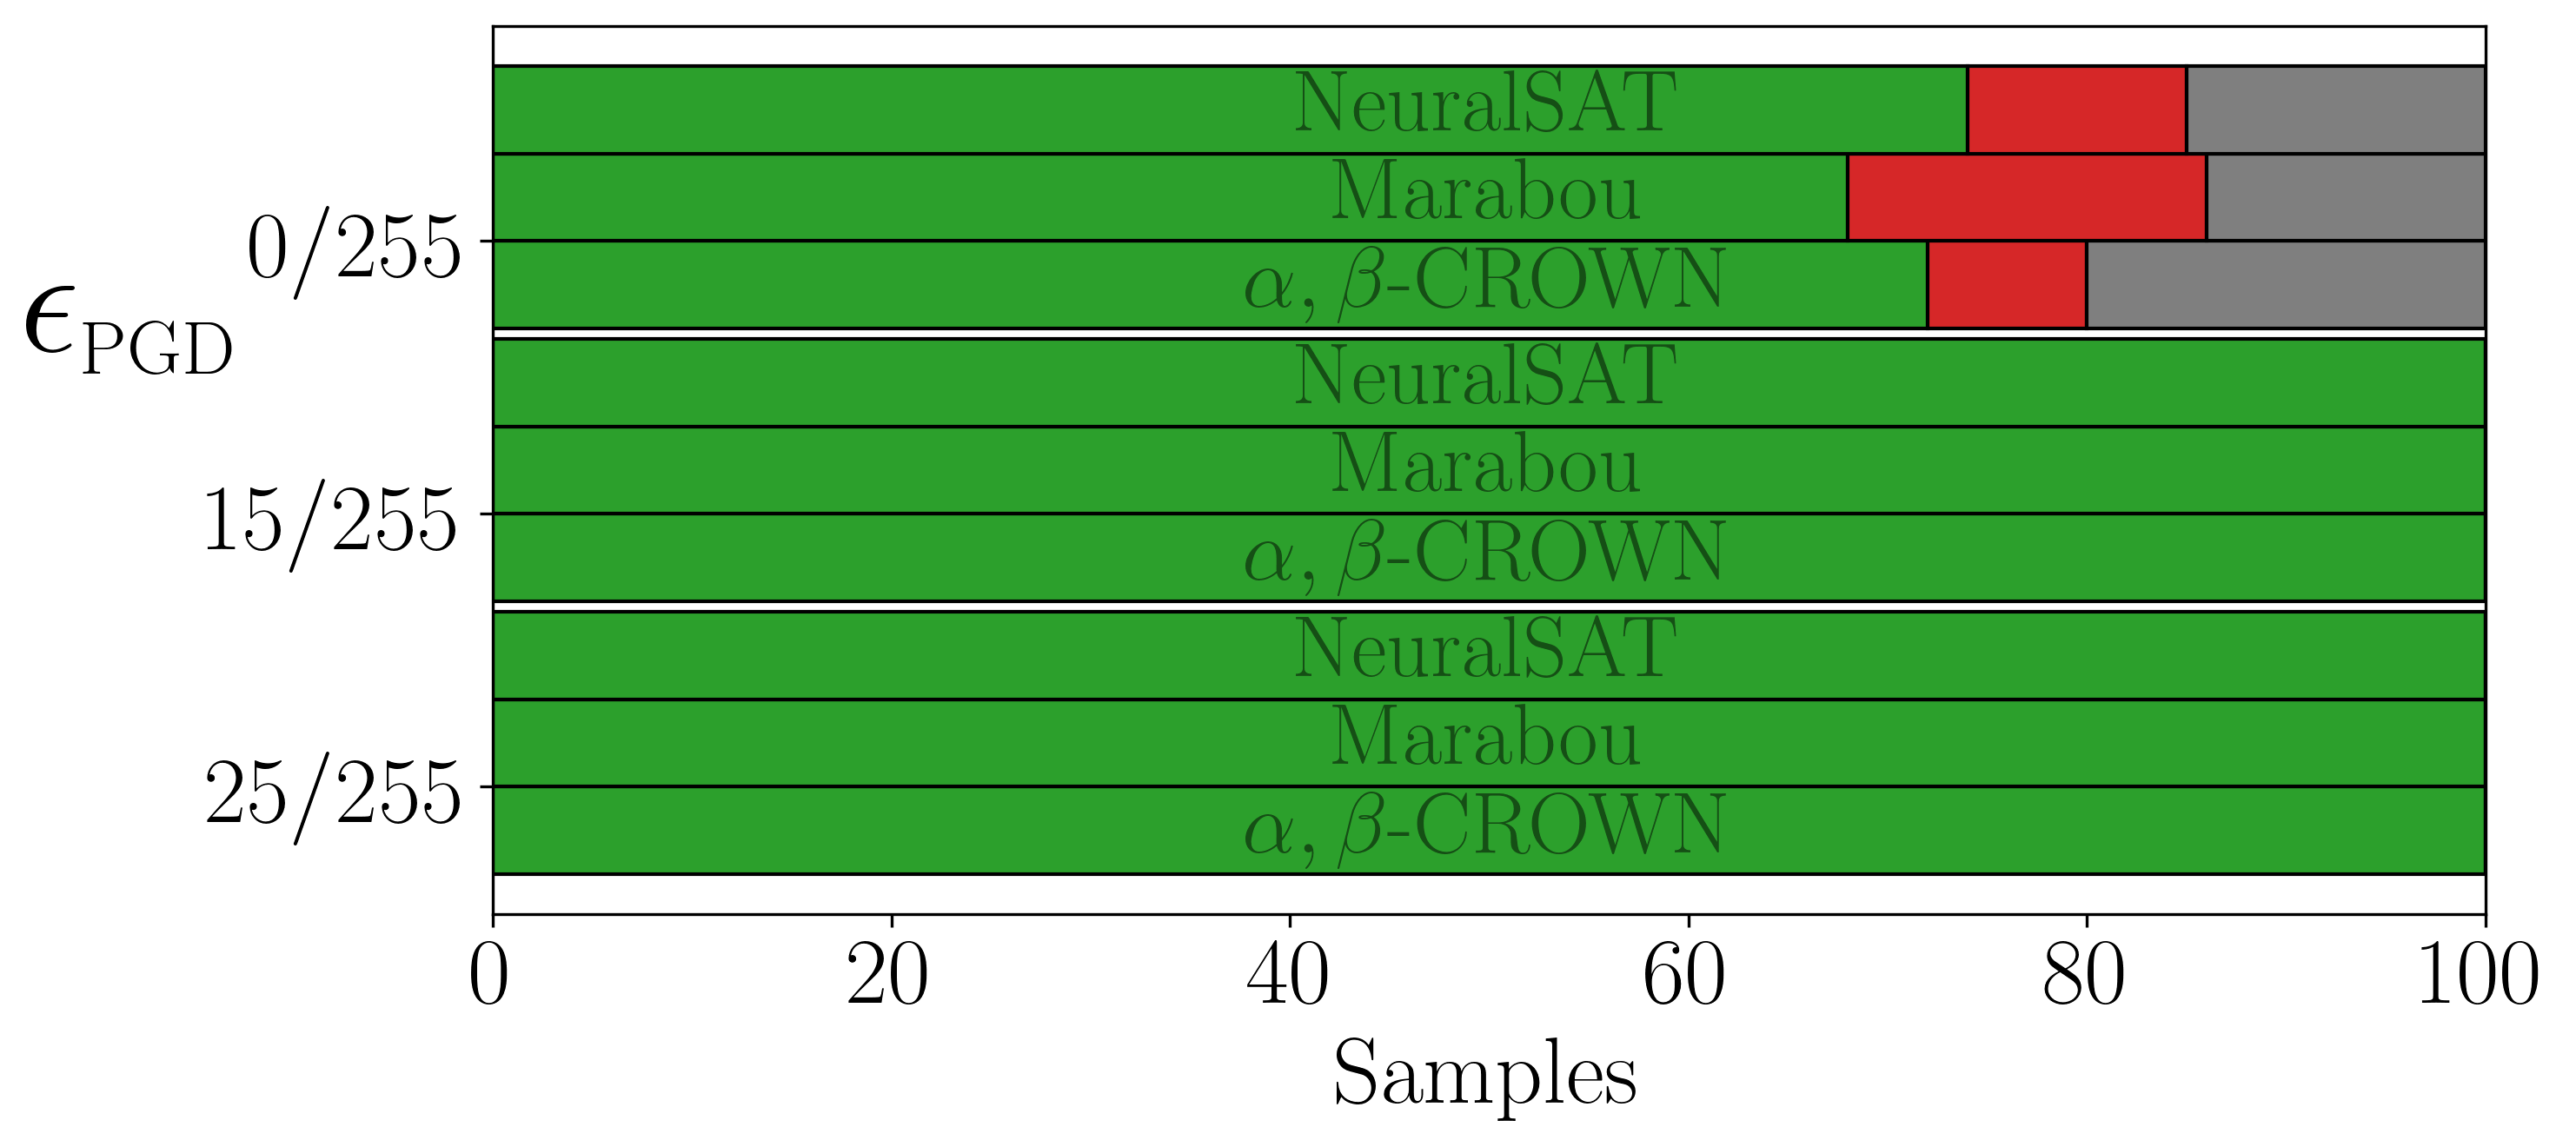 ϵPGD
0/255
NeuralSAT
Marabou
α, β-CROWN
15/255
NeuralSAT
Marabou
α, β-CROWN
25/255
NeuralSAT
Marabou
α, β-CROWN
0 20 40 60 80 100
Samples